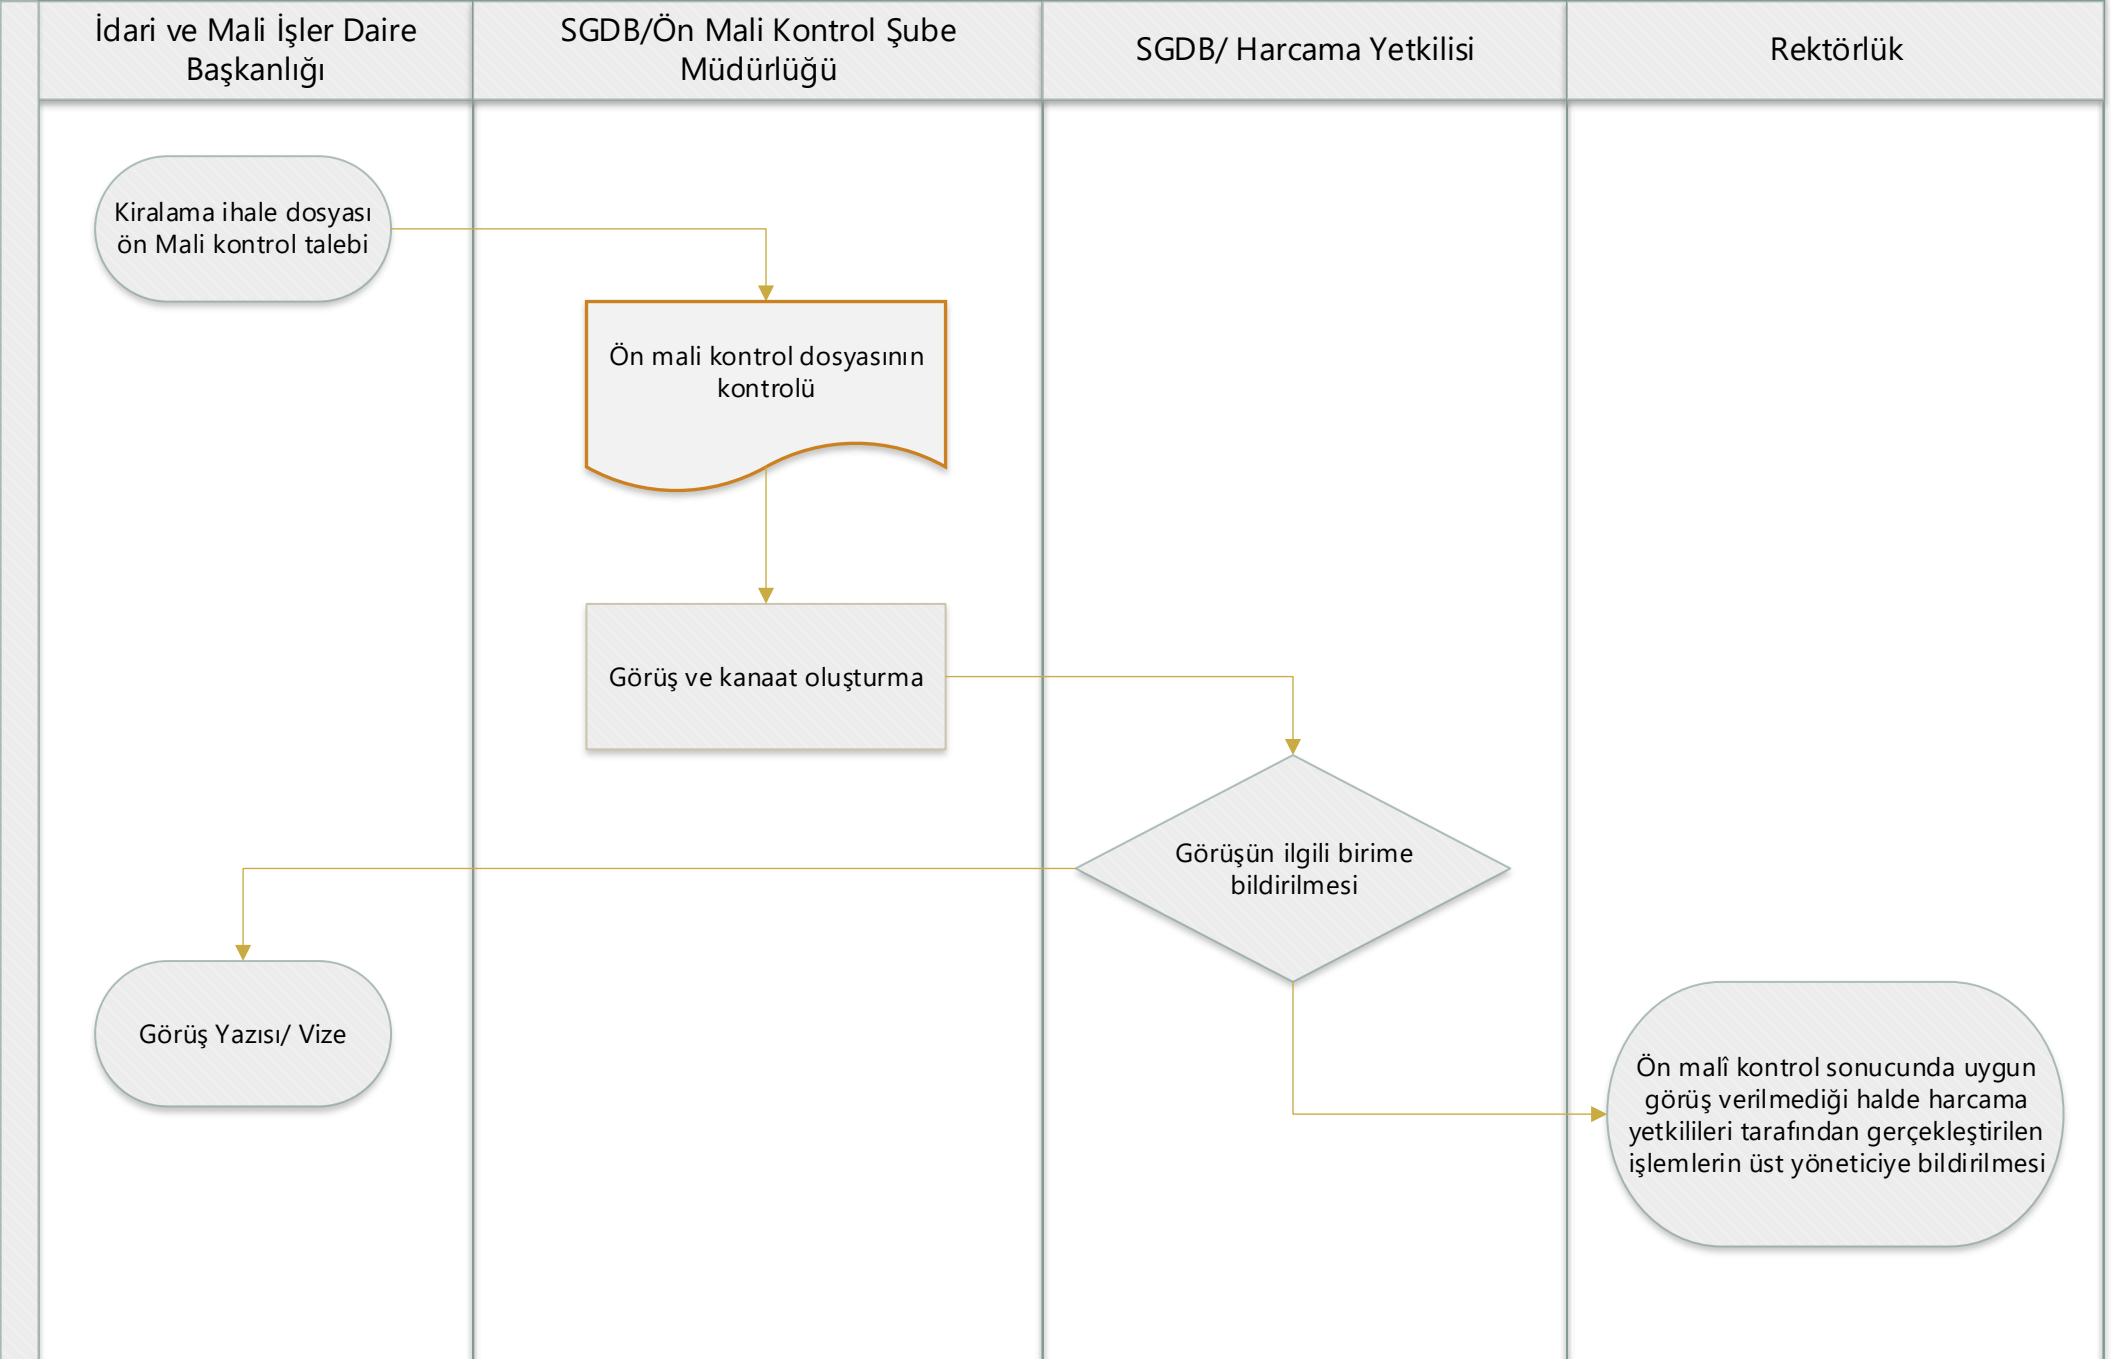 İdari ve Mali İşler Daire
Başkanlığı
SGDB/Ön Mali Kontrol Şube
Müdürlüğü
SGDB/ Harcama Yetkilisi
Rektörlük
Kiralama ihale dosyası
ön Mali kontrol talebi
Ön mali kontrol dosyasının
kontrolü
Görüş ve kanaat oluşturma
Görüşün ilgili birime
bildirilmesi
Görüş Yazısı/ Vize
Ön malî kontrol sonucunda uygun
görüş verilmediği halde harcama
yetkilileri tarafından gerçekleştirilen
işlemlerin üst yöneticiye bildirilmesi